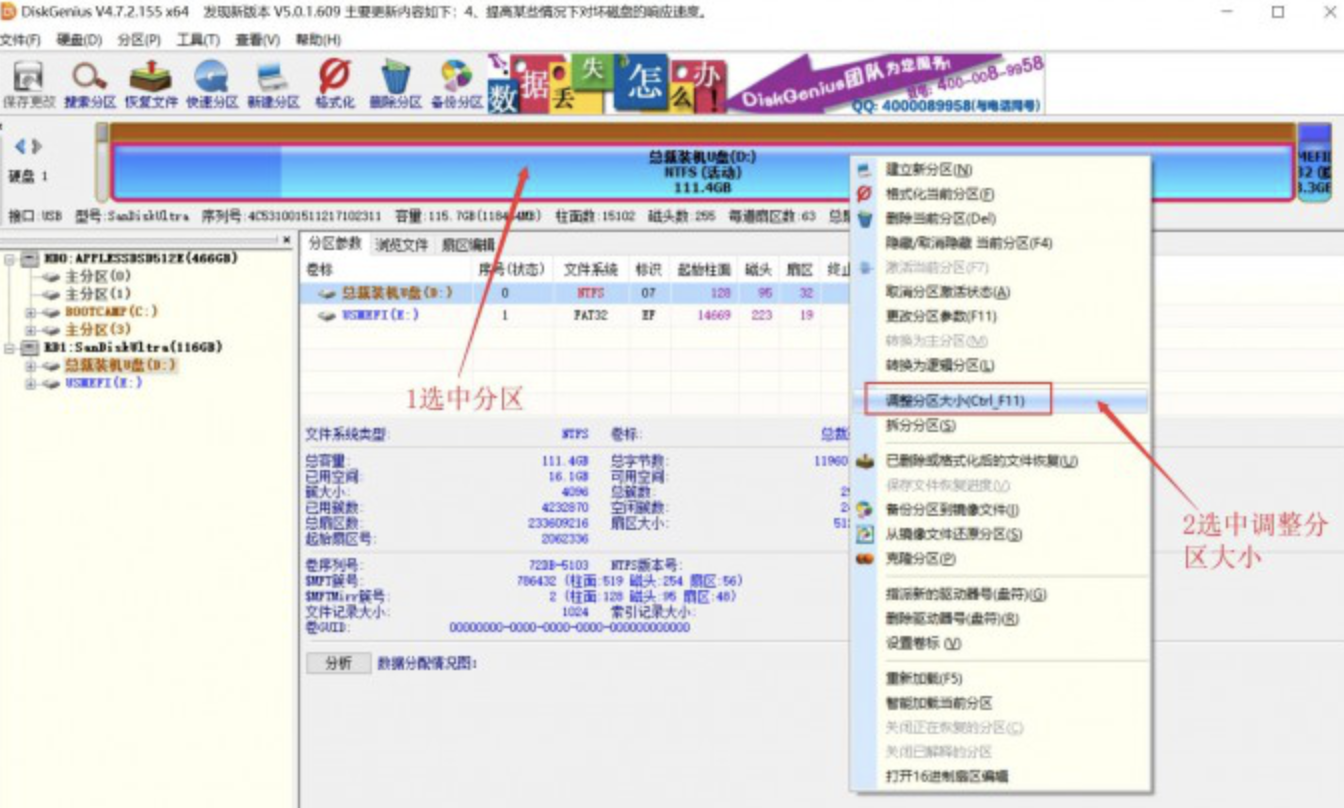 DiskGenius V4.7.2.155 x64 发现新版本 V5.0.1.609 主要更新内容如下：4、提高某些情况下对坏磁盘的响应速度。
文件(F) 硬盘(D) 分区(P) 工具(T) 查看(V) 帮助(H)
保存更改 搜索分区 恢复文件 快速分区 新建分区 格式化 删除分区 备份分区
数据丢失怎么办!
DiskGenius团队为您服务!
400-008-9958
QQ: 4000089958(与电话同号)
硬盘 1
总裁装机U盘(D:)
NTFS (活动)
111.4GB
接口:USB 型号:SanDiskUltra 序列号:4C531001511217102311 容量:115.7GB 柱面数:15102 磁头数:255 每道扇区数:63
HD0:APPLESSDSD512E(466GB)
主分区(0)
主分区(1)
BOOTCAMP(C:)
主分区(3)
RD1:SanDiskUltra(116GB)
总裁装机U盘(D:)
USMEFI(E:)
分区参数 浏览文件 扇区编辑
卷标 序号(状态) 文件系统 标识 起始柱面 磁头 扇区 终止
总裁装机U盘(D:) 0 NTFS 07 128 95 32
USMEFI(E:) 1 FAT32 EF 14669 223 19
1选中分区
文件系统类型: NTFS 卷标:
总容量: 111.4GB 总字节数:
已用空间: 16.1GB 可用空间:
簇大小: 4096 总簇数:
已用簇数: 4232870 空闲簇数:
总扇区数: 233609216 扇区大小:
起始扇区号: 2062336
卷序列号: NTFS版本号:
$MFT簇号: 786432 (柱面:519 磁头:254 扇区:56)
$MFTMirr簇号: 2 (柱面:128 磁头:95 扇区:48)
文件记录大小: 1024 索引记录大小:
卷GUID: 00000000-0000-0000-0000-000000000000
分析 数据分配情况图:
建立新分区(N)
格式化当前分区(F)
删除当前分区(Del)
隐藏/取消隐藏 当前分区(F4)
激活当前分区(F7)
取消分区激活状态(A)
更改分区参数(F11)
转换为主分区(M)
转换为逻辑分区(L)
调整分区大小(Ctrl_F11)
拆分分区(S)
已删除或格式化后的文件恢复(U)
保存文件恢复进度(V)
备份分区到镜像文件(I)
从镜像文件还原分区(S)
克隆分区(P)
指派新的驱动器号(盘符)(G)
删除驱动器号(盘符)(R)
设置卷标 (V)
重新加载(F5)
智能加载当前分区
关闭正在恢复的分区(C)
关闭已解释的分区
打开16进制扇区编辑
2选中调整分
区大小